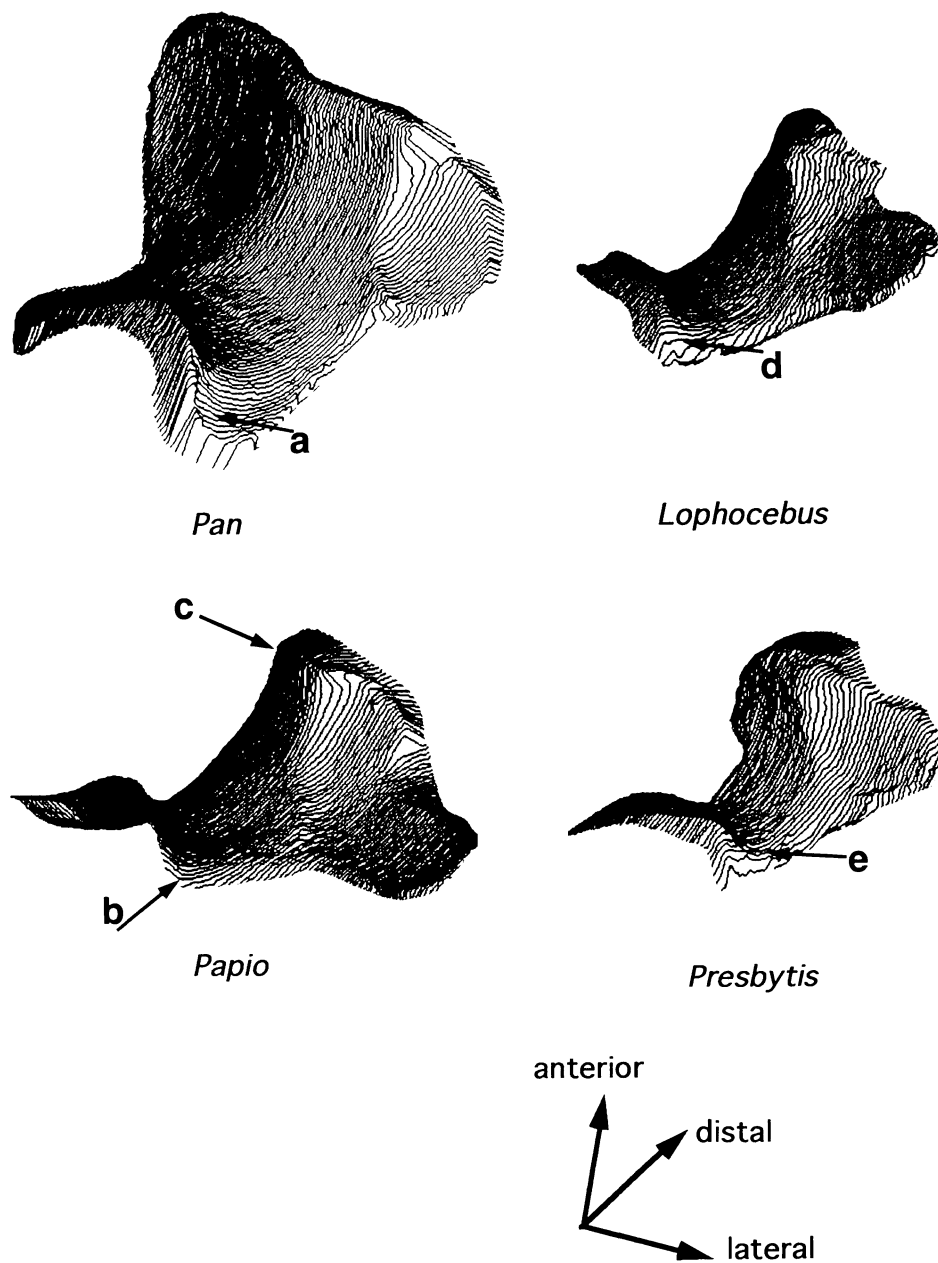 a
d
Pan
Lophocebus
c
b
e
Papio
Presbytis
anterior
distal
lateral